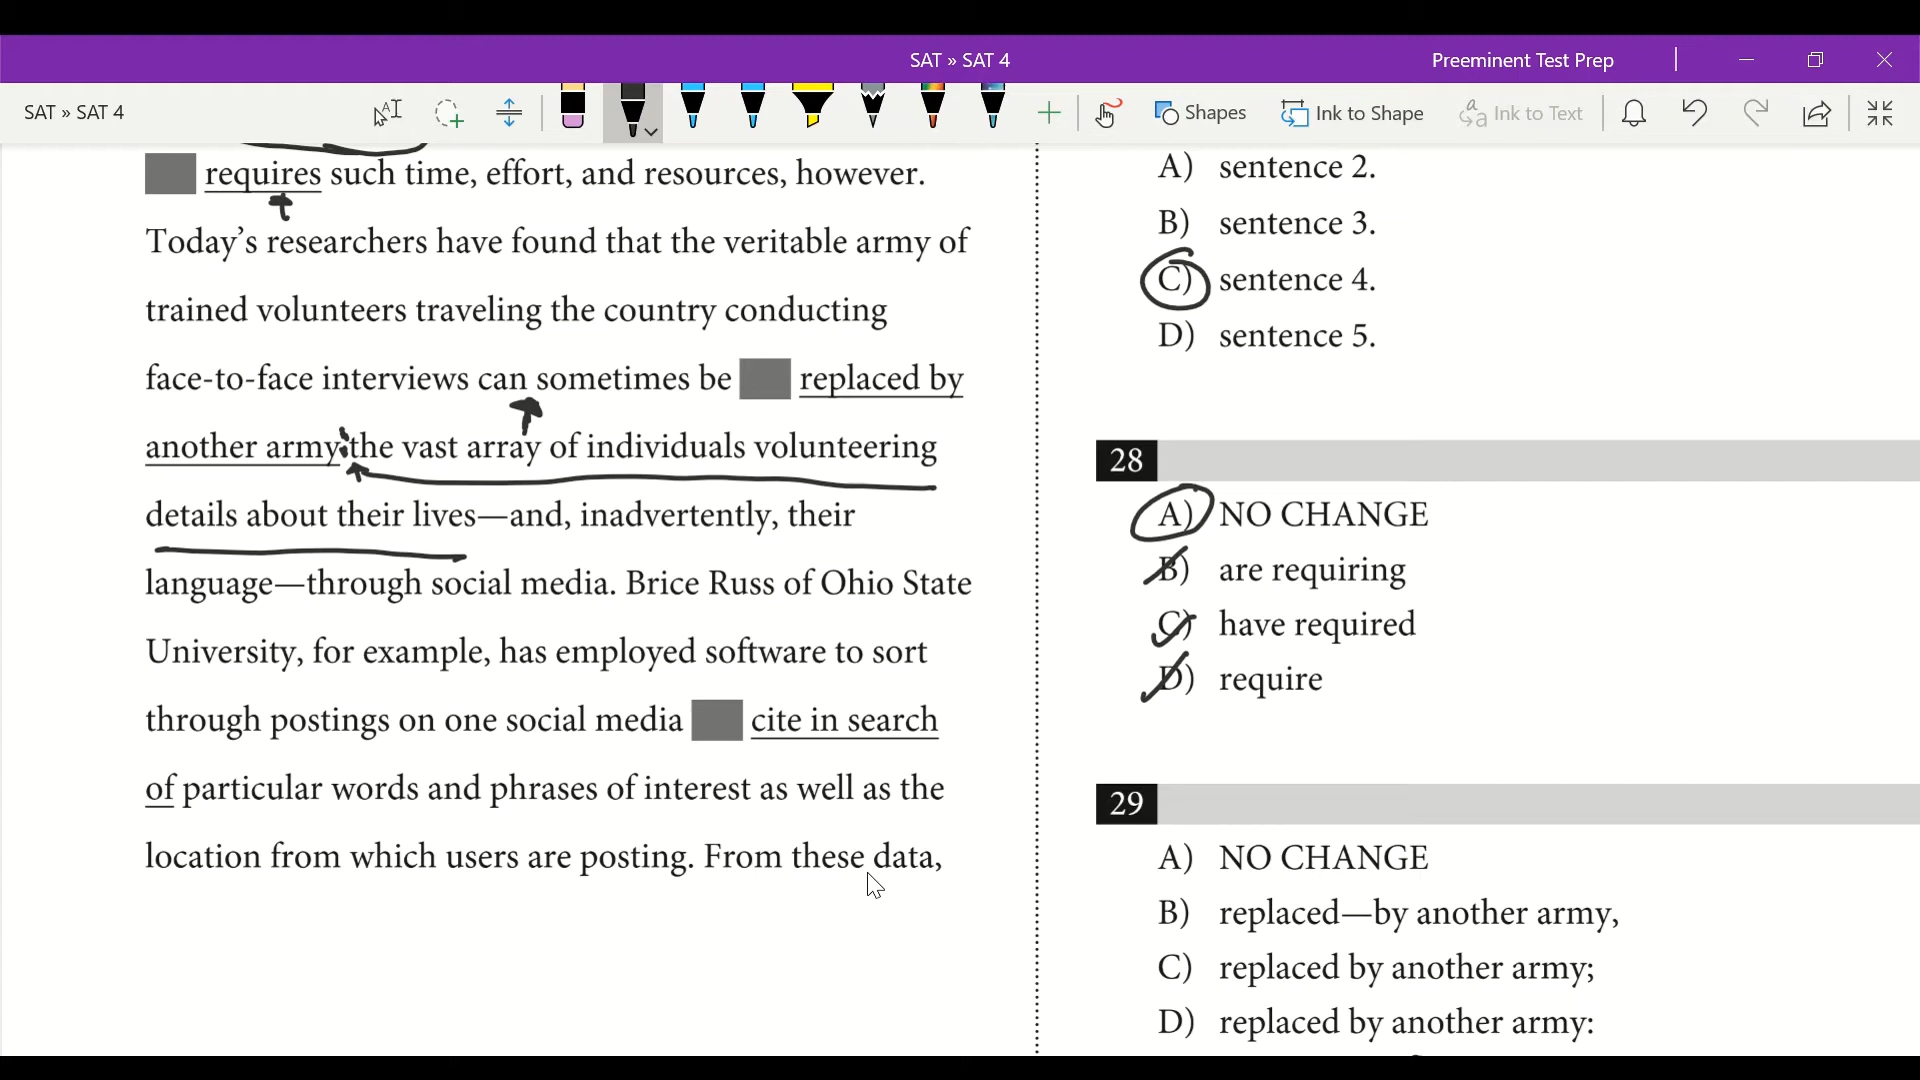 SAT » SAT 4
Preeminent Test Prep
SAT » SAT 4
Shapes
Ink to Shape
Ink to Text
requires such time, effort, and resources, however.
Today’s researchers have found that the veritable army of
trained volunteers traveling the country conducting
face-to-face interviews can sometimes be replaced by
another army:the vast array of individuals volunteering
details about their lives—and, inadvertently, their
language—through social media. Brice Russ of Ohio State
University, for example, has employed software to sort
through postings on one social media cite in search
of particular words and phrases of interest as well as the
location from which users are posting. From these data,
A) sentence 2.
B) sentence 3.
C) sentence 4.
D) sentence 5.
28
A) NO CHANGE
B) are requiring
C) have required
D) require
29
A) NO CHANGE
B) replaced—by another army,
C) replaced by another army;
D) replaced by another army: